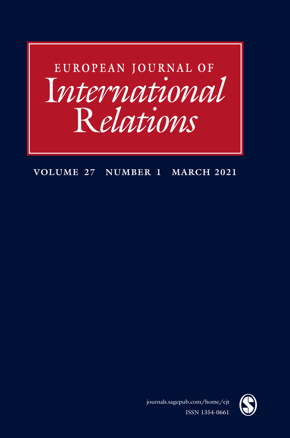 EUROPEAN JOURNAL OF
International
Relations
VOLUME 27 NUMBER 1 MARCH 2021
journals.sagepub.com/home/ejt
ISSN 1354-0661